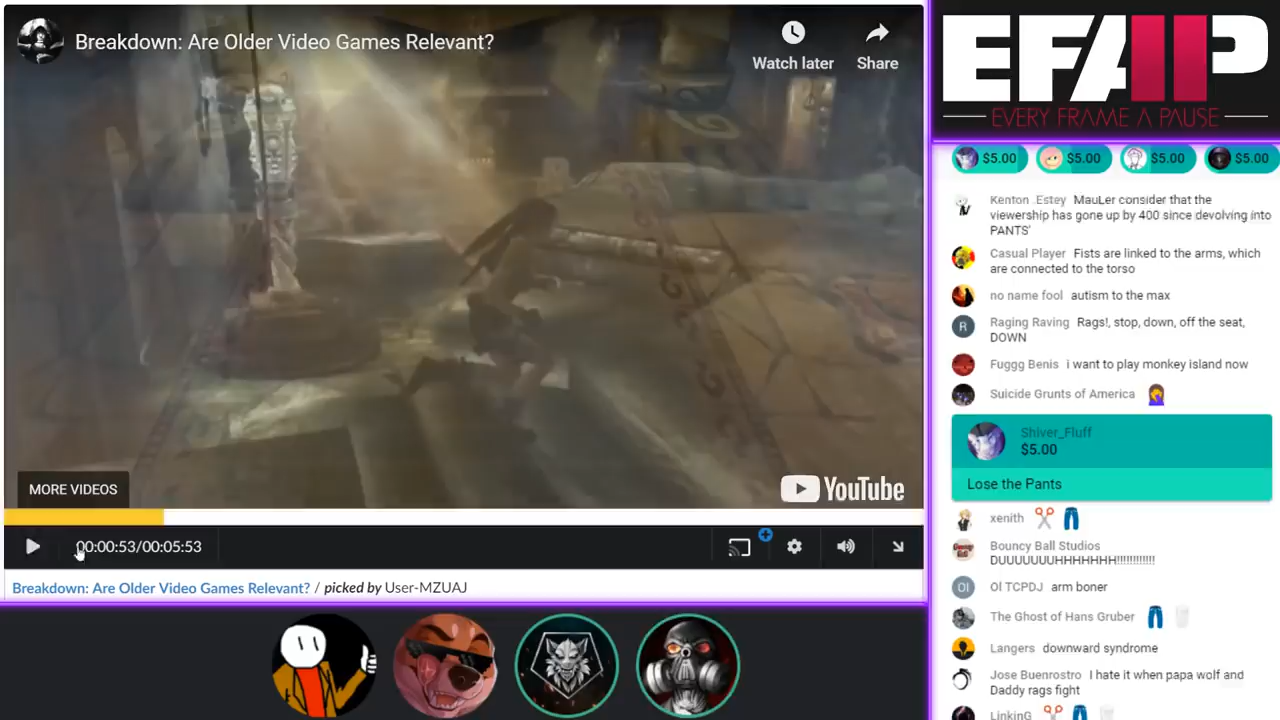 Breakdown: Are Older Video Games Relevant?
Watch later
Share
MORE VIDEOS
YouTube
00:00:53/00:05:53
Breakdown: Are Older Video Games Relevant? / picked by User-MZUAJ
EFAP
EVERY FRAME A PAUSE
$5.00 $5.00 $5.00 $5.00
Kenton .Estey MauLer consider that the
viewership has gone up by 400 since devolving into
PANTS'
Casual Player Fists are linked to the arms, which
are connected to the torso
no name fool autism to the max
R
Raging Raving Rags!, stop, down, off the seat,
DOWN
Fuggg Benis i want to play monkey island now
Suicide Grunts of America
Shiver_Fluff
$5.00
Lose the Pants
xenith
Bouncy Ball Studios
DUUUUUUUHHHHHHH!!!!!!!!!!!!
Ol
Ol TCPDJ arm boner
The Ghost of Hans Gruber
Langers downward syndrome
Jose Buenrostro I hate it when papa wolf and
Daddy rags fight
LinkinG